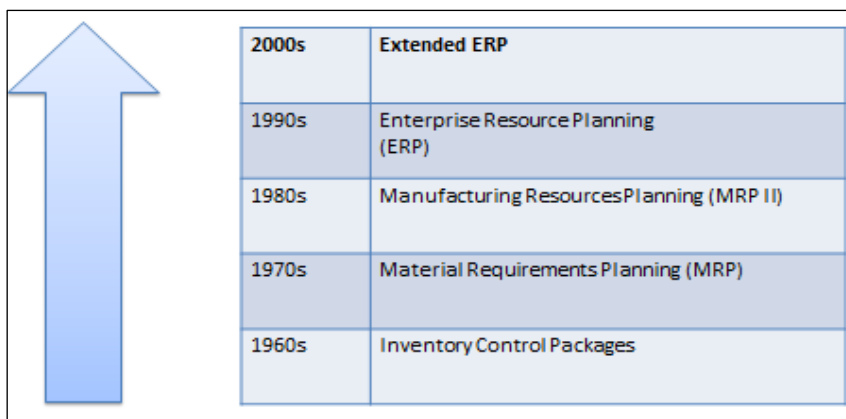 2000s Extended ERP
1990s Enterprise Resource Planning
(ERP)
1980s Manufacturing Resources Planning (MRP II)
1970s Material Requirements Planning (MRP)
1960s Inventory Control Packages